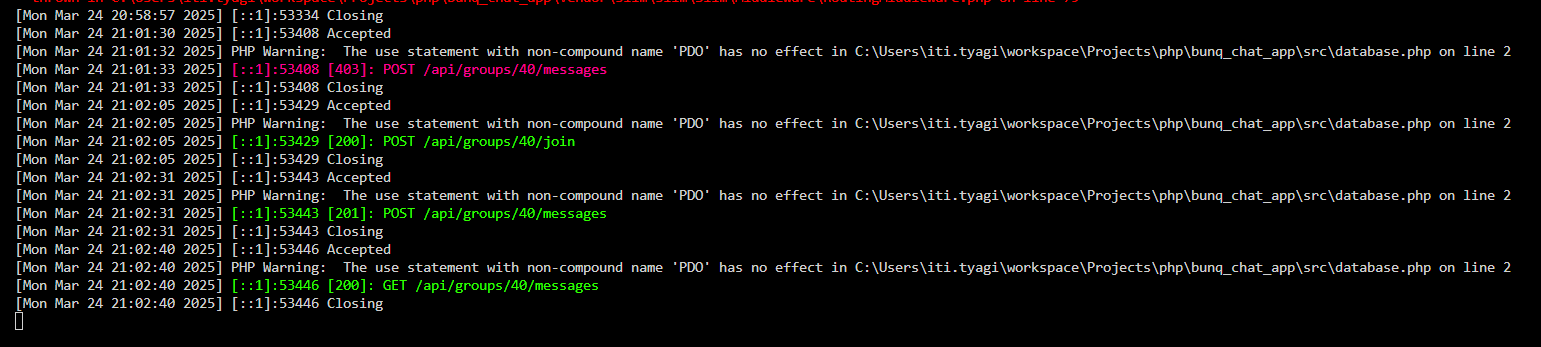 [Mon Mar 24 20:58:57 2025] [::1]:53334 Closing
[Mon Mar 24 21:01:30 2025] [::1]:53408 Accepted
[Mon Mar 24 21:01:32 2025] PHP Warning:  The use statement with non-compound name 'PDO' has no effect in C:\Users\iti.tyagi\workspace\Projects\php\bunq_chat_app\src\database.php on line 2
[Mon Mar 24 21:01:33 2025] [::1]:53408 [403]: POST /api/groups/40/messages
[Mon Mar 24 21:01:33 2025] [::1]:53408 Closing
[Mon Mar 24 21:02:05 2025] [::1]:53429 Accepted
[Mon Mar 24 21:02:05 2025] PHP Warning:  The use statement with non-compound name 'PDO' has no effect in C:\Users\iti.tyagi\workspace\Projects\php\bunq_chat_app\src\database.php on line 2
[Mon Mar 24 21:02:05 2025] [::1]:53429 [200]: POST /api/groups/40/join
[Mon Mar 24 21:02:05 2025] [::1]:53429 Closing
[Mon Mar 24 21:02:31 2025] [::1]:53443 Accepted
[Mon Mar 24 21:02:31 2025] PHP Warning:  The use statement with non-compound name 'PDO' has no effect in C:\Users\iti.tyagi\workspace\Projects\php\bunq_chat_app\src\database.php on line 2
[Mon Mar 24 21:02:31 2025] [::1]:53443 [201]: POST /api/groups/40/messages
[Mon Mar 24 21:02:31 2025] [::1]:53443 Closing
[Mon Mar 24 21:02:40 2025] [::1]:53446 Accepted
[Mon Mar 24 21:02:40 2025] PHP Warning:  The use statement with non-compound name 'PDO' has no effect in C:\Users\iti.tyagi\workspace\Projects\php\bunq_chat_app\src\database.php on line 2
[Mon Mar 24 21:02:40 2025] [::1]:53446 [200]: GET /api/groups/40/messages
[Mon Mar 24 21:02:40 2025] [::1]:53446 Closing